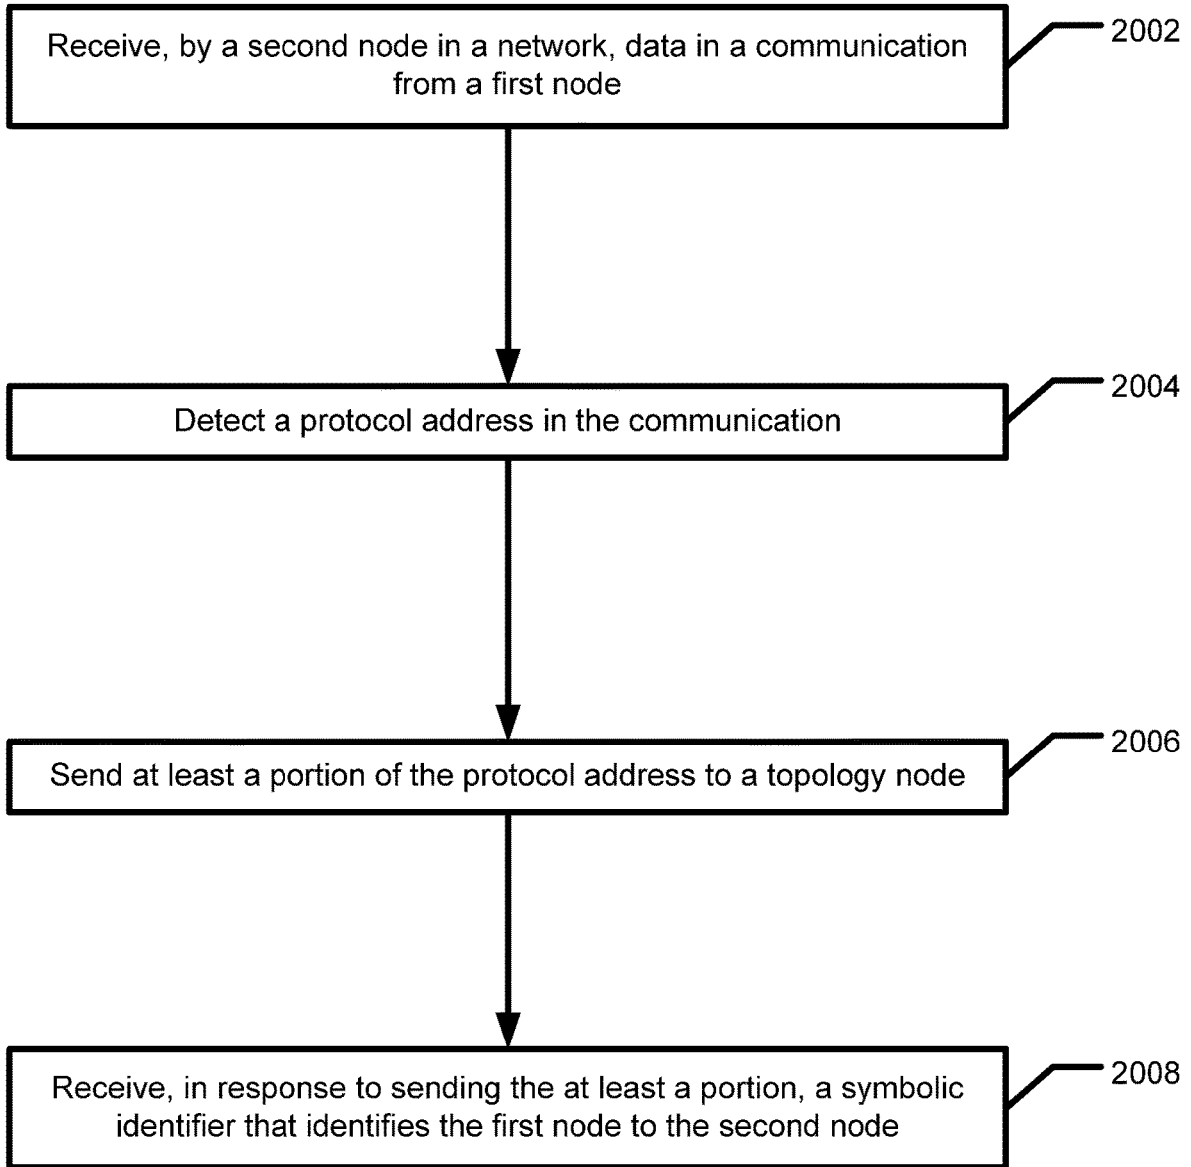 Receive, by a second node in a network, data in a communication
from a first node
2002
Detect a protocol address in the communication
2004
Send at least a portion of the protocol address to a topology node
2006
Receive, in response to sending the at least a portion, a symbolic
identifier that identifies the first node to the second node
2008